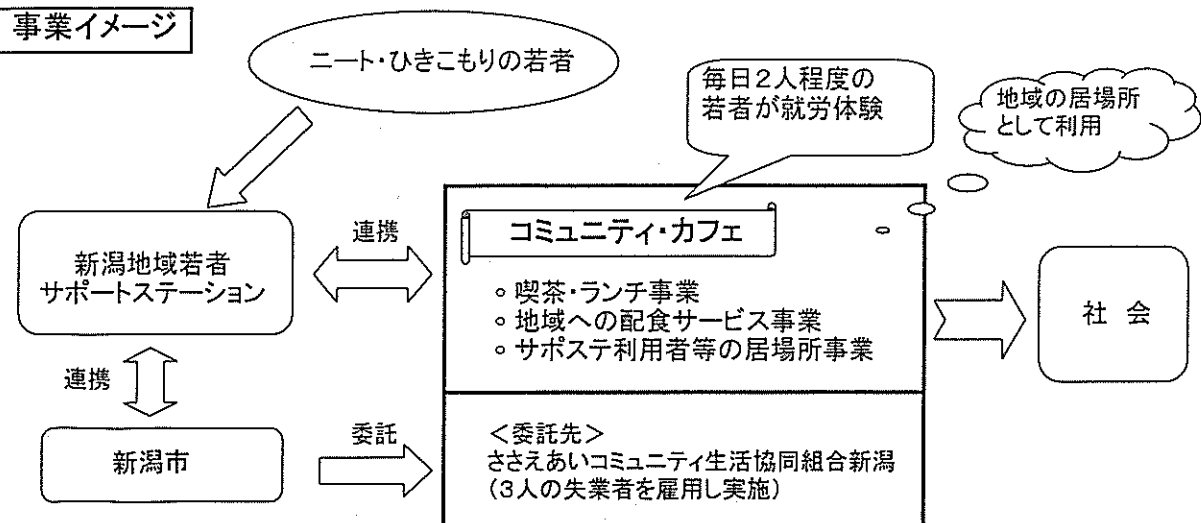 事業イメージ
ニート・ひきこもりの若者
毎日2人程度の
若者が就労体験
地域の居場所
として利用
新潟地域若者
サポートステーション
連携
コミュニティ・カフェ
○ 喫茶・ランチ事業
○ 地域への配食サービス事業
○ サポステ利用者等の居場所事業
社 会
連携
新潟市
委託
＜委託先＞
ささえあいコミュニティ生活協同組合新潟
（3人の失業者を雇用し実施）